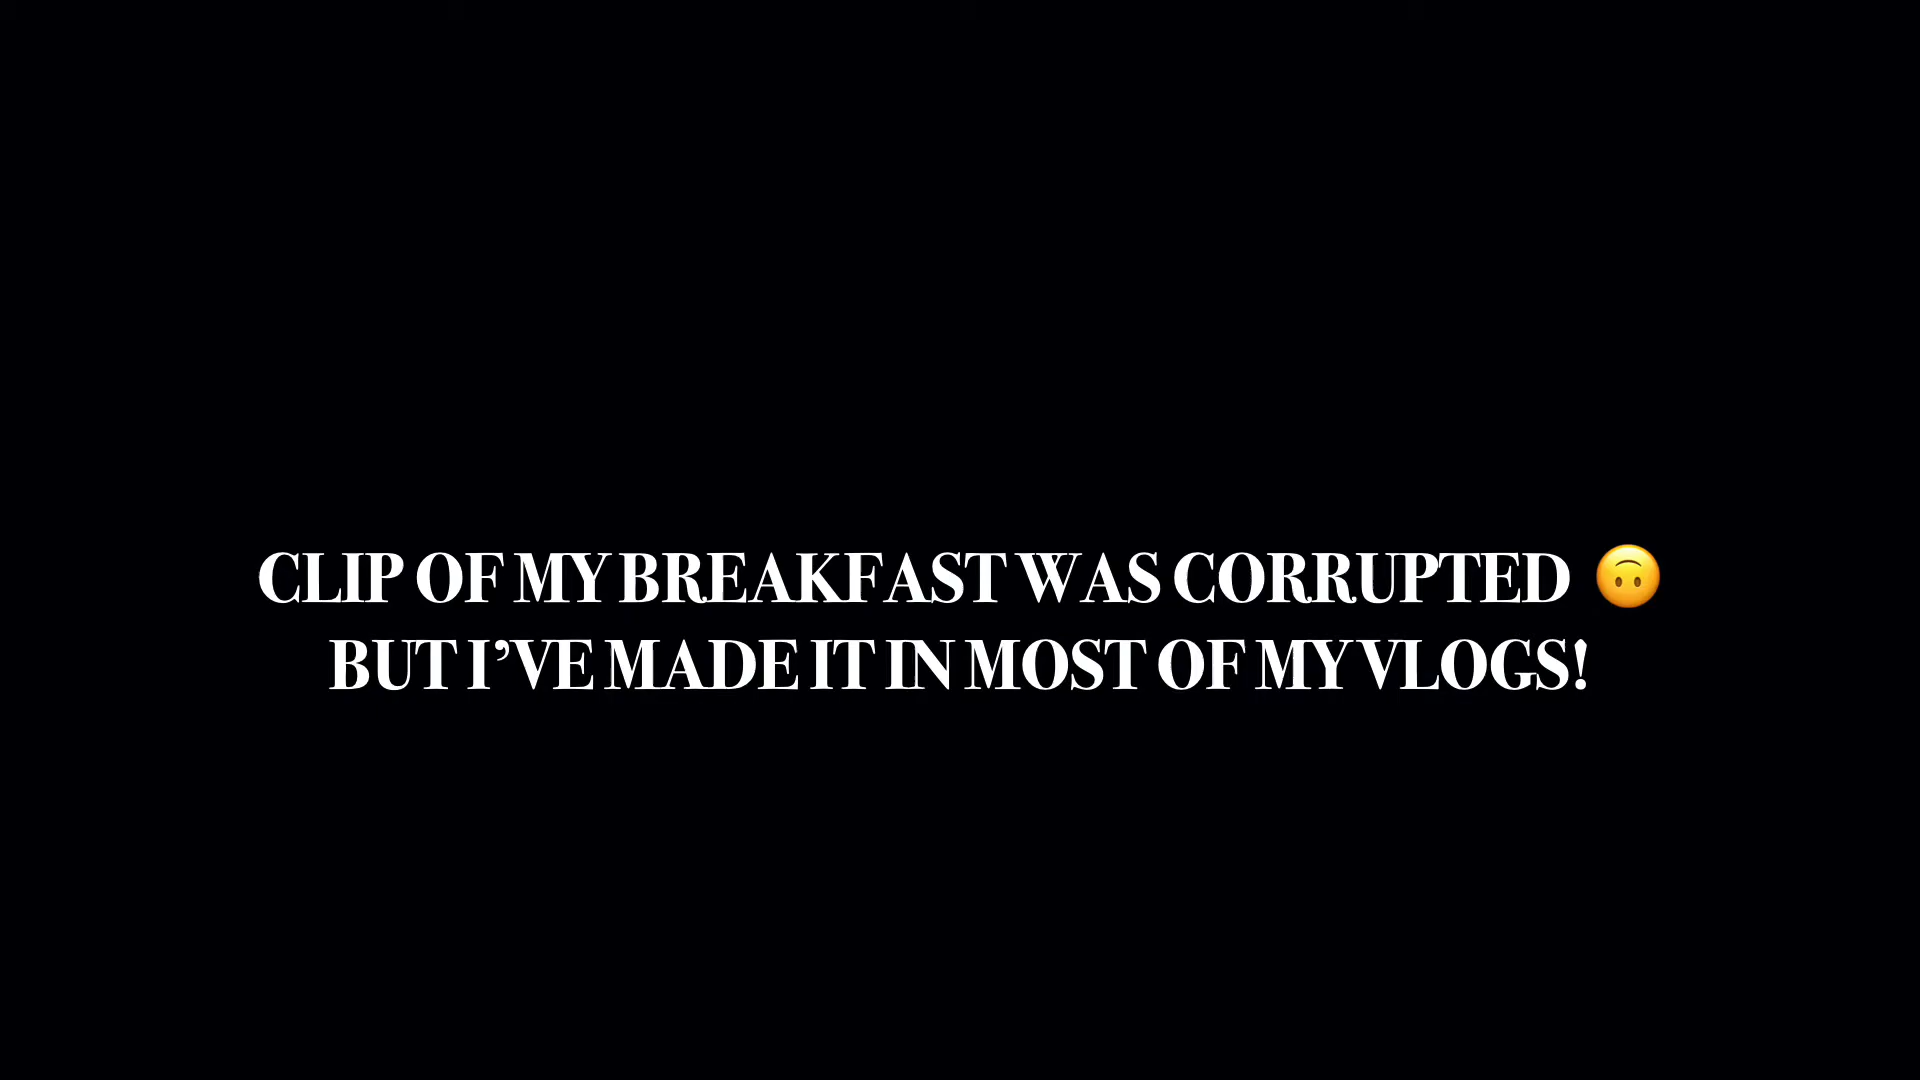 CLIP OF MY BREAKFAST WAS CORRUPTED 🙃
BUT I’VE MADE IT IN MOST OF MY VLOGS!